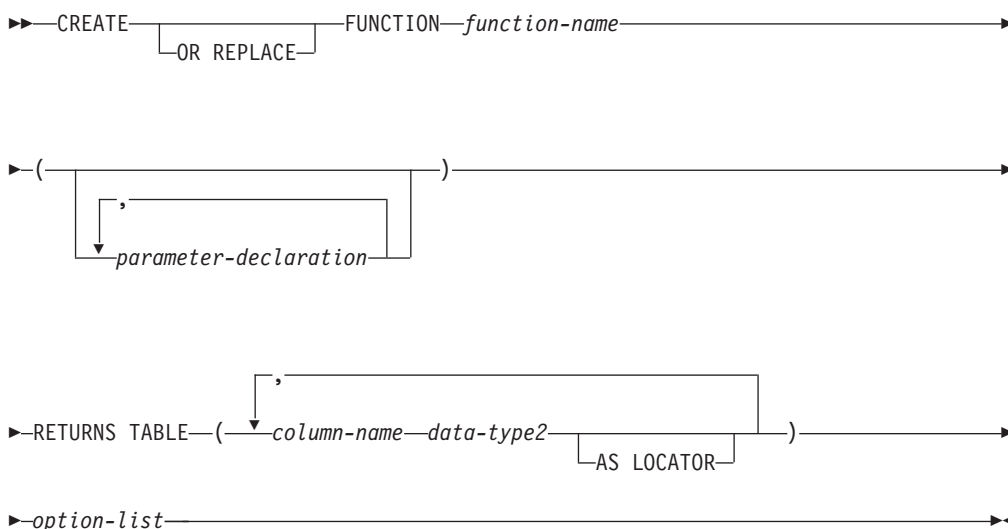 CREATE FUNCTION function-name
OR REPLACE
( )
,
parameter-declaration
,
RETURNS TABLE ( column-name data-type2 )
AS LOCATOR
option-list